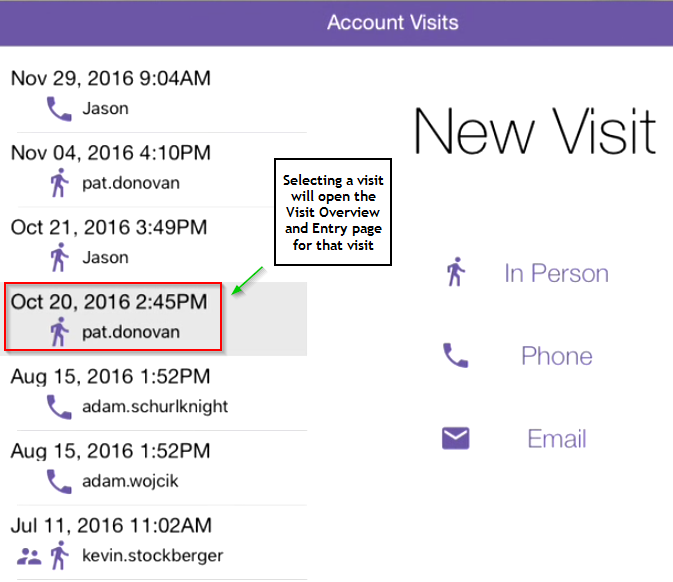 Account Visits
Nov 29, 2016 9:04AM
Jason
Nov 04, 2016 4:10PM
pat.donovan
Oct 21, 2016 3:49PM
Jason
Oct 20, 2016 2:45PM
pat.donovan
Aug 15, 2016 1:52PM
adam.schurlknight
Aug 15, 2016 1:52PM
adam.wojcik
Jul 11, 2016 11:02AM
kevin.stockberger
Selecting a visit
will open the
Visit Overview
and Entry page
for that visit
New Visit
In Person
Phone
Email